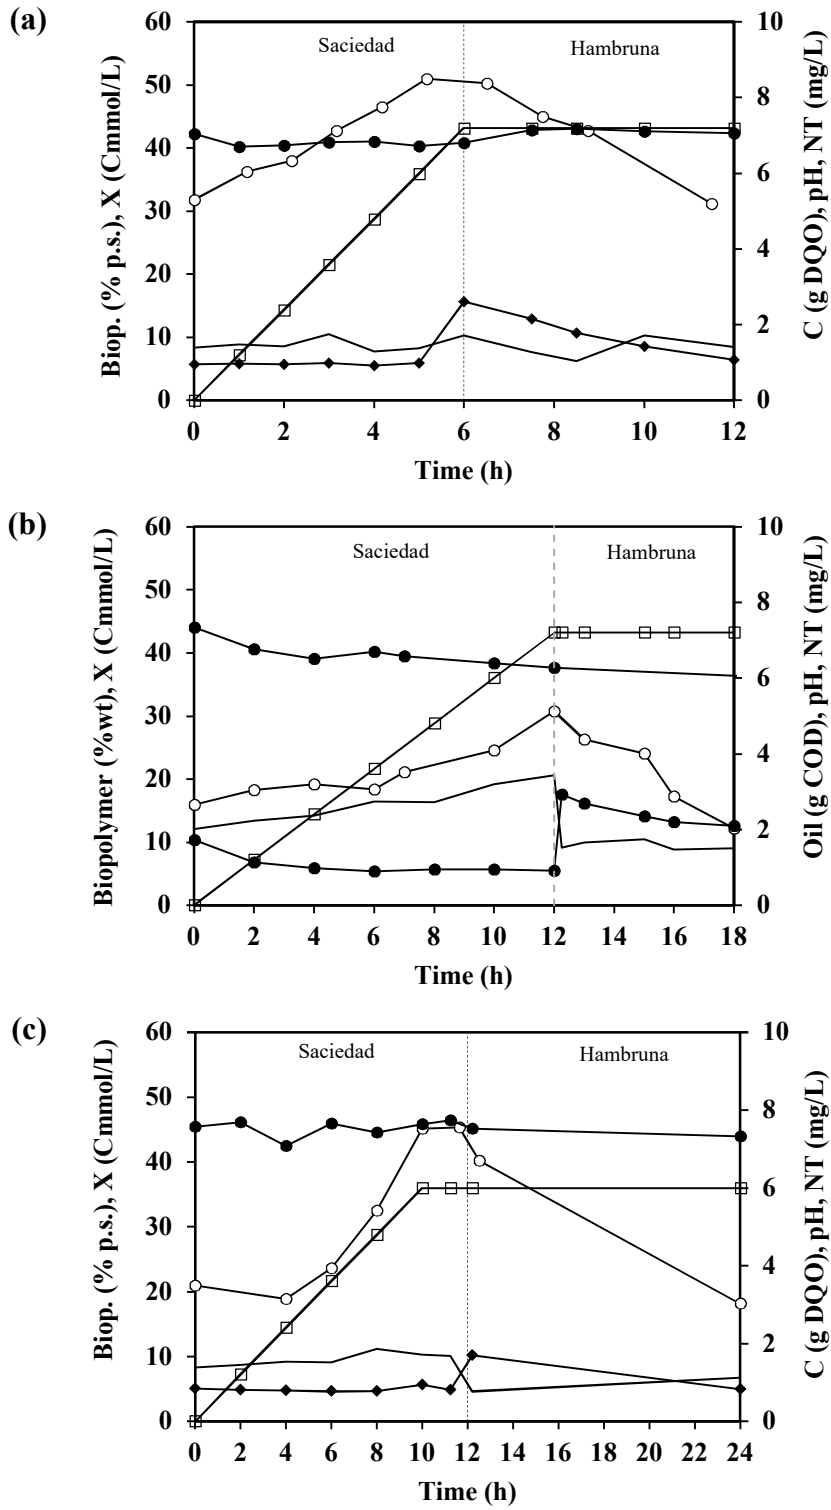 (a)
Saciedad
Hambruna
Biop. (% p.s.), X (Cmmol/L)
60
50
40
30
20
10
0
10
8
6
4
2
0
C (g DQO), pH, NT (mg/L)
0 2 4 6 8 10 12
Time (h)
(b)
Saciedad
Hambruna
Biopolymer (%wt), X (Cmmol/L)
60
50
40
30
20
10
0
10
8
6
4
2
0
Oil (g COD), pH, NT (mg/L)
0 2 4 6 8 10 12 14 16 18
Time (h)
(c)
Saciedad
Hambruna
Biop. (% p.s.), X (Cmmol/L)
60
50
40
30
20
10
0
10
8
6
4
2
0
C (g DQO), pH, NT (mg/L)
0 2 4 6 8 10 12 14 16 18 20 22 24
Time (h)